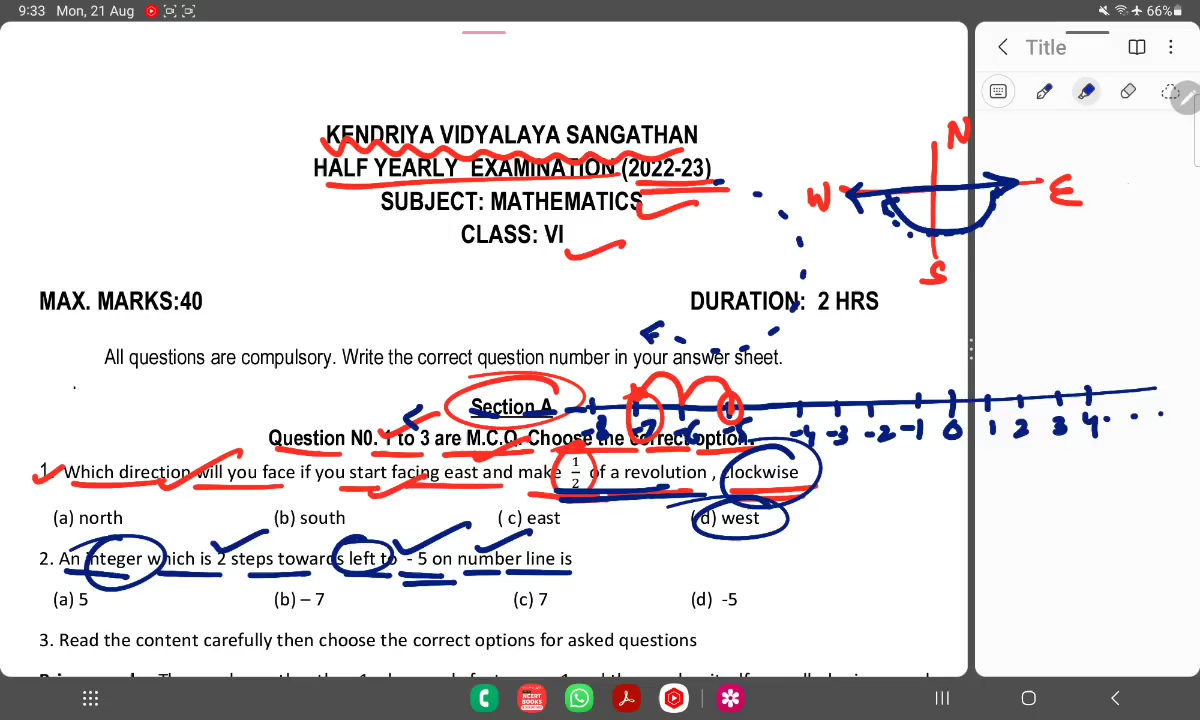 9:33 Mon, 21 Aug
66%
Title
KENDRIYA VIDYALAYA SANGATHAN
HALF YEARLY EXAMINATION (2022-23)
SUBJECT: MATHEMATICS
CLASS: VI
N
W E
S
MAX. MARKS:40 DURATION: 2 HRS
All questions are compulsory. Write the correct question number in your answer sheet.
Section A
-8 -7 -6 -5 -4 -3 -2 -1 0 1 2 3 4
Question N0. 1 to 3 are M.C.Q. Choose the correct option.
1. Which direction will you face if you start facing east and make 1/2 of a revolution , clockwise
(a) north (b) south ( c) east (d) west
2. An integer which is 2 steps towards left to - 5 on number line is
(a) 5 (b) – 7 (c) 7 (d) -5
3. Read the content carefully then choose the correct options for asked questions